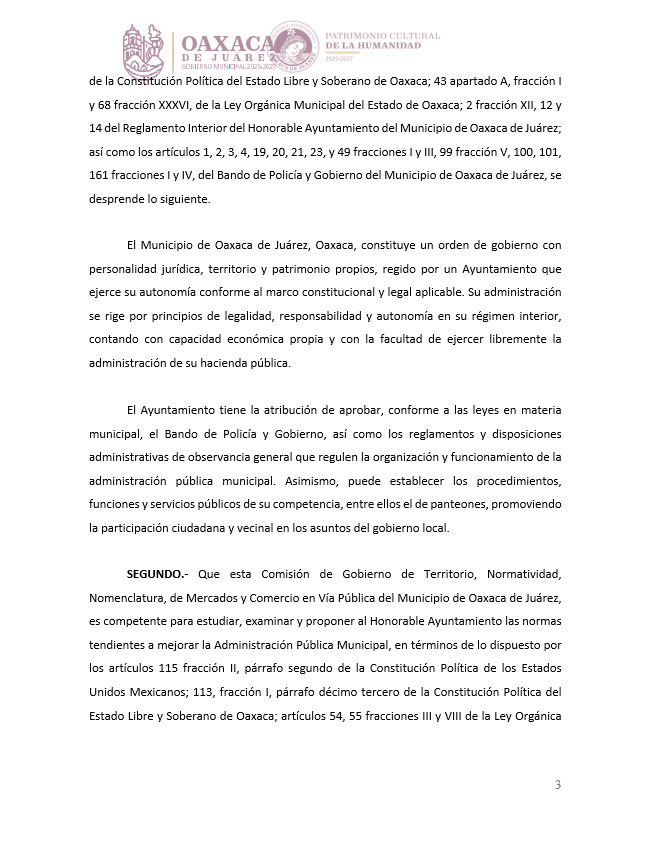 OAXACA
DE JUÁREZ
GOBIERNO MUNICIPAL 2025-2027
PATRIMONIO CULTURAL
DE LA HUMANIDAD
2025-2027
de la Constitución Política del Estado Libre y Soberano de Oaxaca; 43 apartado A, fracción I
y 68 fracción XXXVI, de la Ley Orgánica Municipal del Estado de Oaxaca; 2 fracción XII, 12 y
14 del Reglamento Interior del Honorable Ayuntamiento del Municipio de Oaxaca de Juárez;
así como los artículos 1, 2, 3, 4, 19, 20, 21, 23, y 49 fracciones I y III, 99 fracción V, 100, 101,
161 fracciones I y IV, del Bando de Policía y Gobierno del Municipio de Oaxaca de Juárez, se
desprende lo siguiente.
El Municipio de Oaxaca de Juárez, Oaxaca, constituye un orden de gobierno con
personalidad jurídica, territorio y patrimonio propios, regido por un Ayuntamiento que
ejerce su autonomía conforme al marco constitucional y legal aplicable. Su administración
se rige por principios de legalidad, responsabilidad y autonomía en su régimen interior,
contando con capacidad económica propia y con la facultad de ejercer libremente la
administración de su hacienda pública.
El Ayuntamiento tiene la atribución de aprobar, conforme a las leyes en materia
municipal, el Bando de Policía y Gobierno, así como los reglamentos y disposiciones
administrativas de observancia general que regulen la organización y funcionamiento de la
administración pública municipal. Asimismo, puede establecer los procedimientos,
funciones y servicios públicos de su competencia, entre ellos el de panteones, promoviendo
la participación ciudadana y vecinal en los asuntos del gobierno local.
SEGUNDO.- Que esta Comisión de Gobierno de Territorio, Normatividad,
Nomenclatura, de Mercados y Comercio en Vía Pública del Municipio de Oaxaca de Juárez,
es competente para estudiar, examinar y proponer al Honorable Ayuntamiento las normas
tendientes a mejorar la Administración Pública Municipal, en términos de lo dispuesto por
los artículos 115 fracción II, párrafo segundo de la Constitución Política de los Estados
Unidos Mexicanos; 113, fracción I, párrafo décimo tercero de la Constitución Política del
Estado Libre y Soberano de Oaxaca; artículos 54, 55 fracciones III y VIII de la Ley Orgánica
3